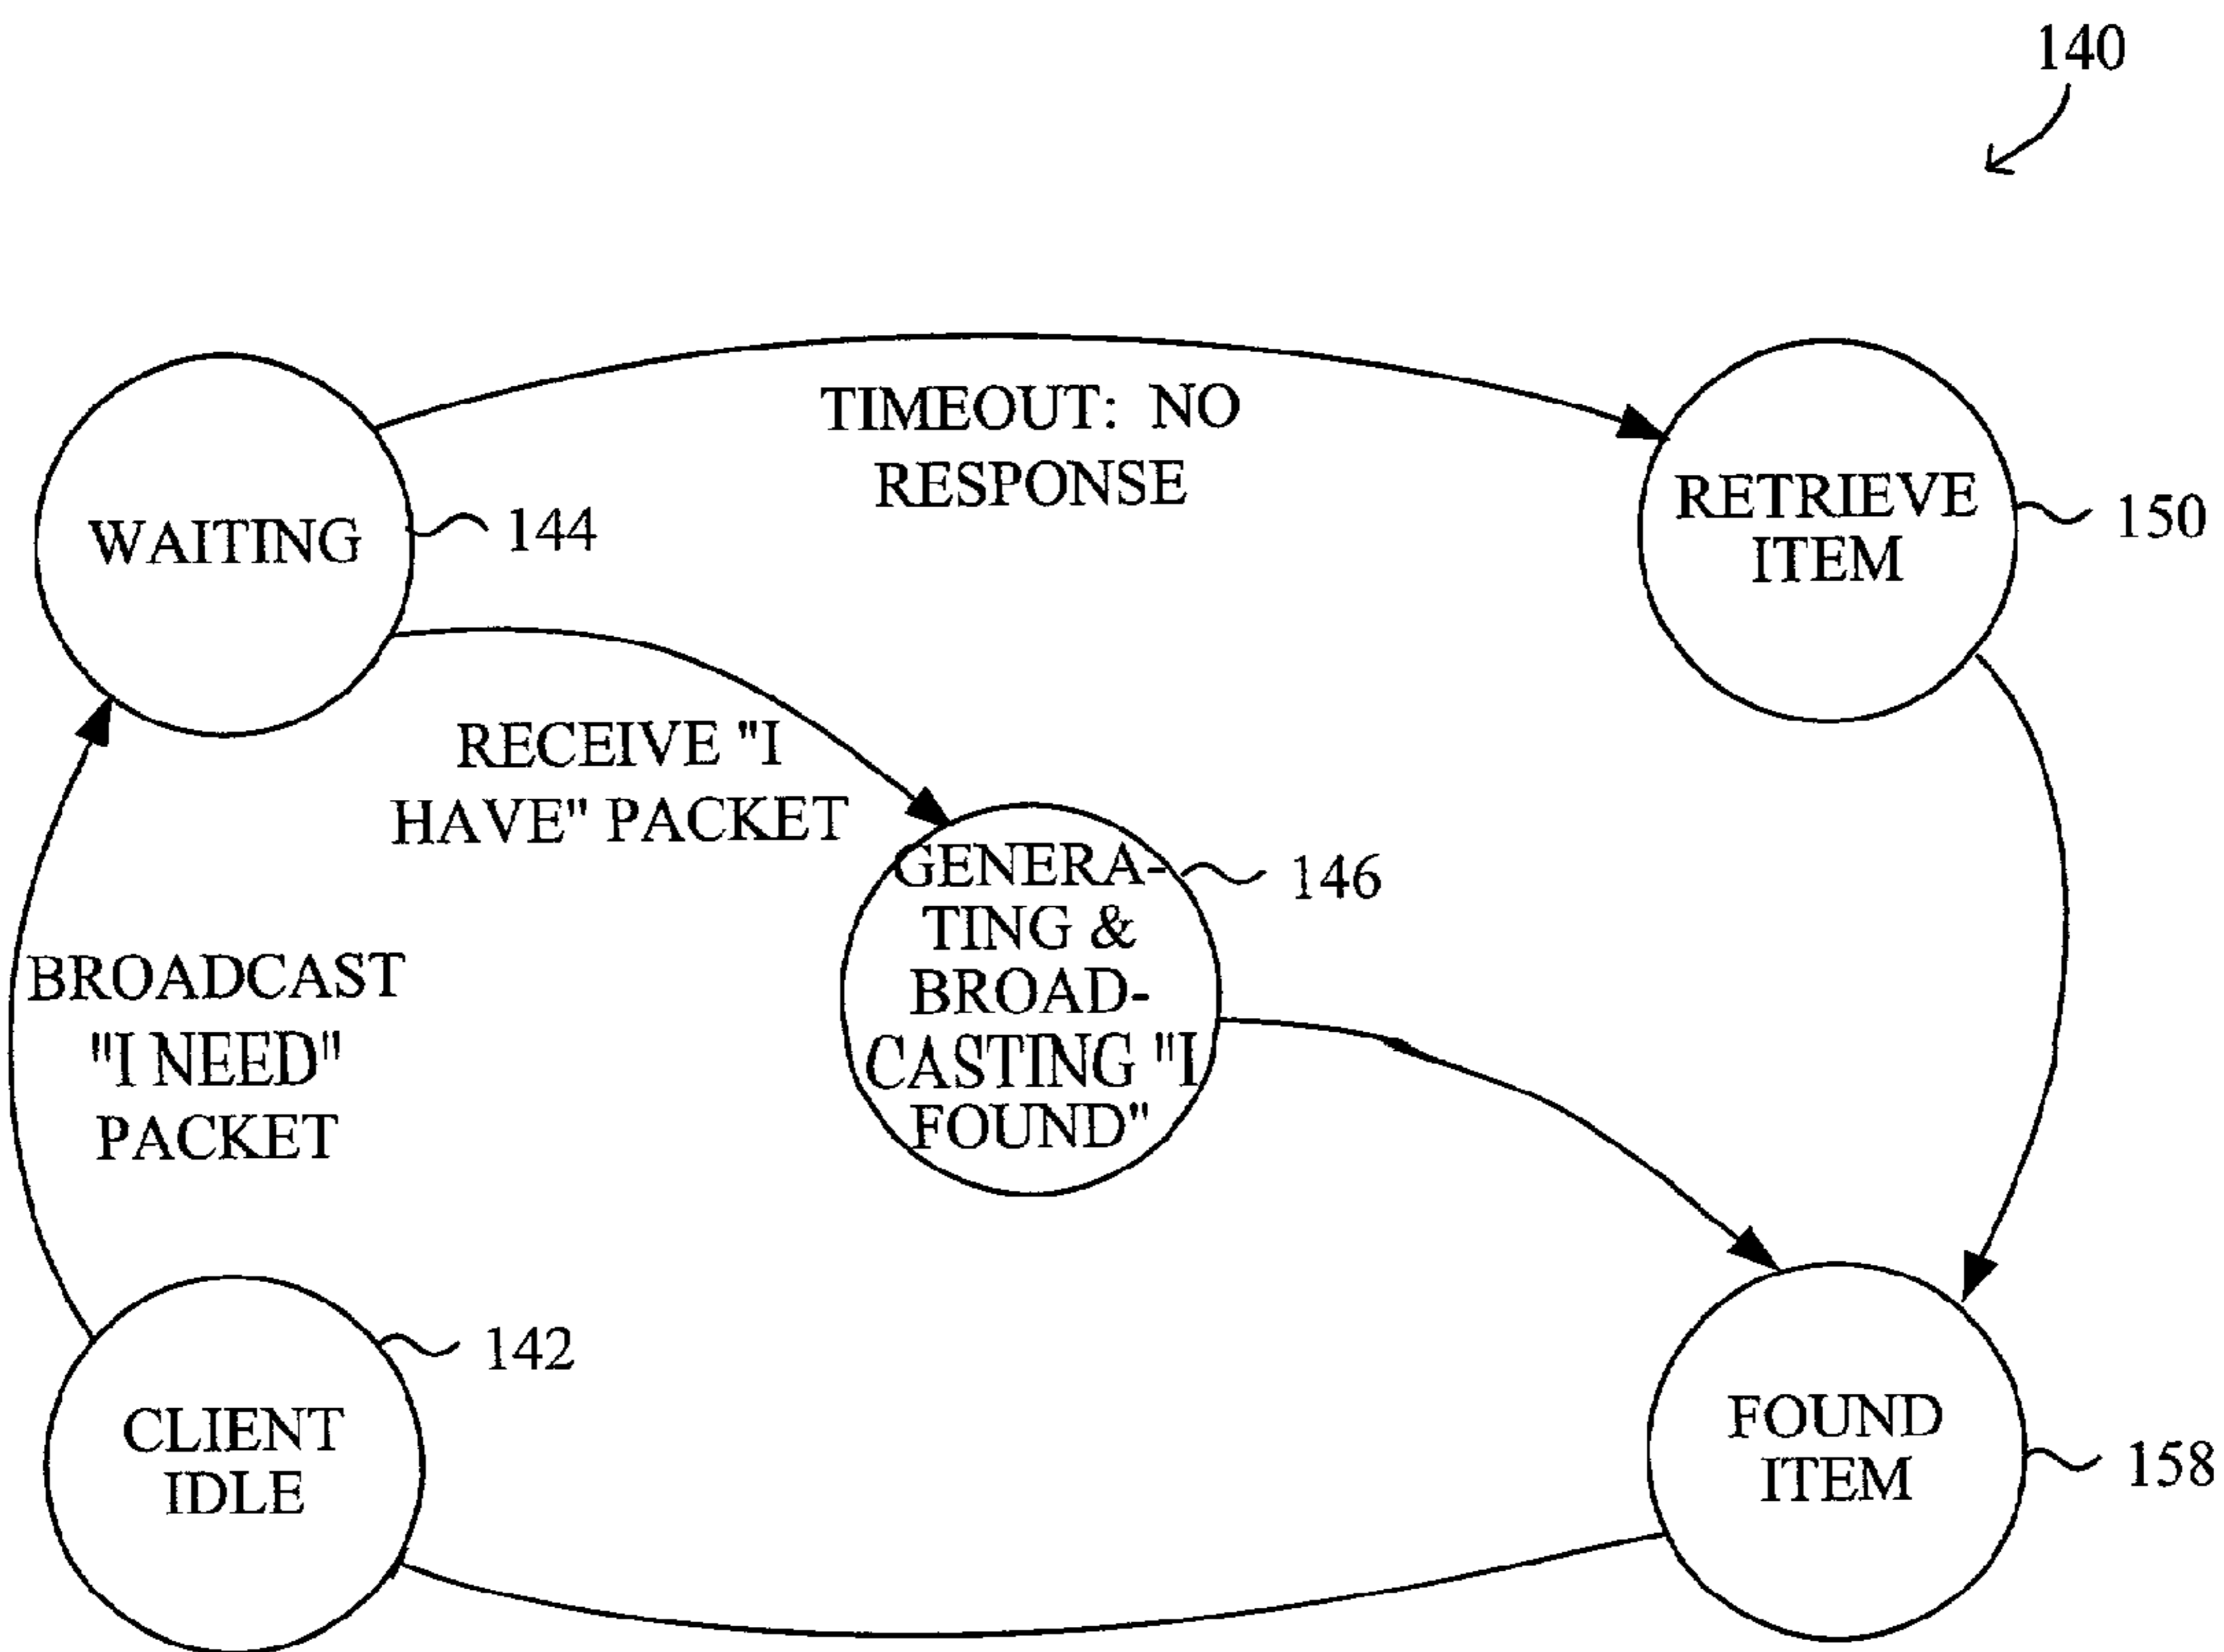 140
TIMEOUT: NO
RESPONSE
RETRIEVE
ITEM
150
WAITING
144
RECEIVE "I
HAVE" PACKET
GENERA-
TING &
BROAD-
CASTING "I
FOUND"
146
BROADCAST
"I NEED"
PACKET
142
CLIENT
IDLE
FOUND
ITEM
158